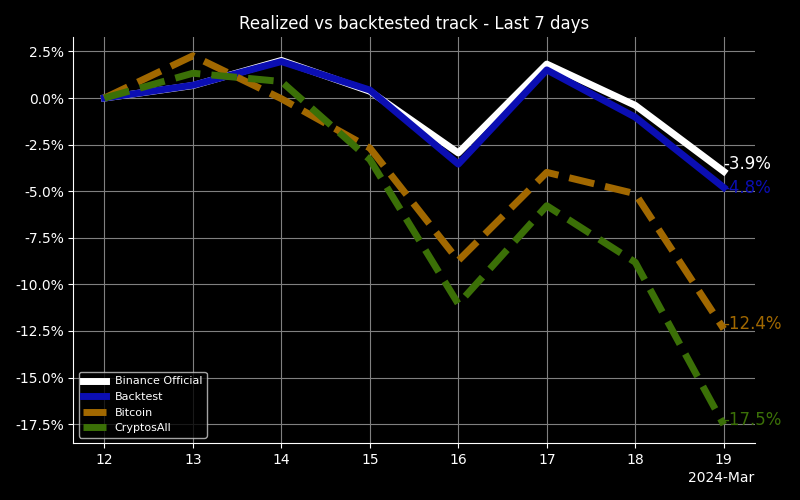 Realized vs backtested track - Last 7 days
2.5%
0.0%
-2.5%
-5.0%
-7.5%
-10.0%
-12.5%
-15.0%
-17.5%
-3.9%
-4.8%
-12.4%
-17.5%
Binance Official
Backtest
Bitcoin
CryptosAll
12 13 14 15 16 17 18 19
2024-Mar